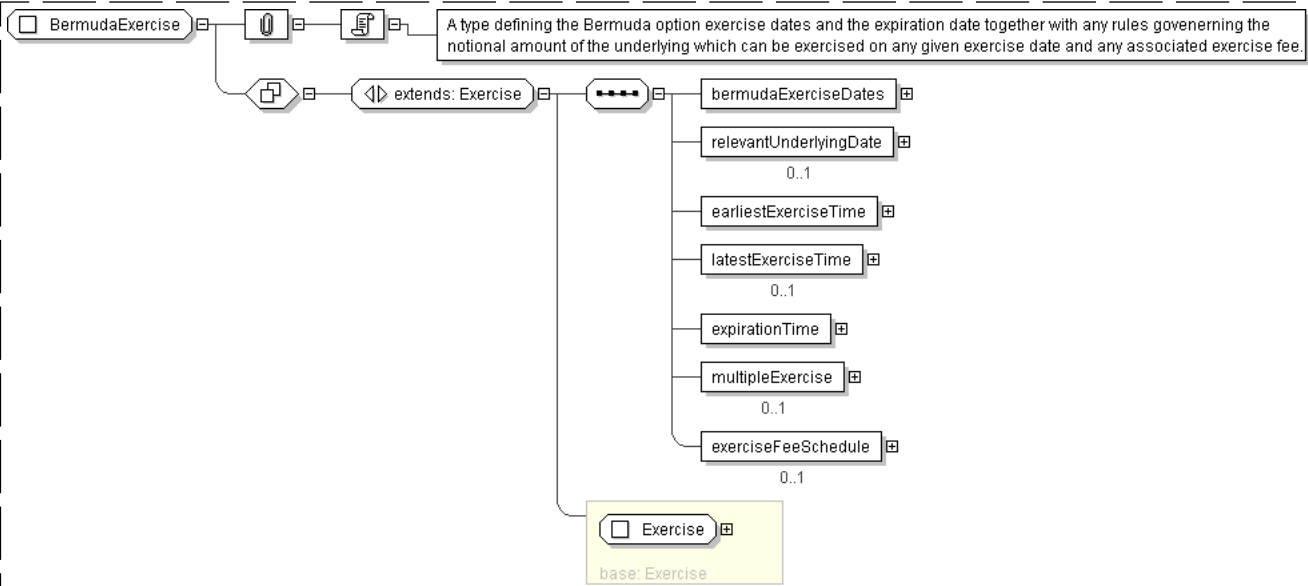 BermudaExercise
A type defining the Bermuda option exercise dates and the expiration date together with any rules govenerning the
notional amount of the underlying which can be exercised on any given exercise date and any associated exercise fee.
extends: Exercise
bermudaExerciseDates
relevantUnderlyingDate
0..1
earliestExerciseTime
latestExerciseTime
0..1
expirationTime
multipleExercise
0..1
exerciseFeeSchedule
0..1
Exercise
base: Exercise